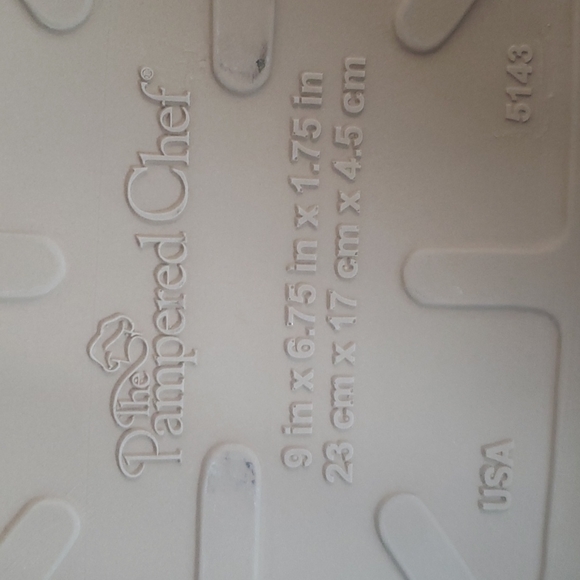 The
Pampered Chef®
9 in x 6.75 in x 1.75 in
23 cm x 17 cm x 4.5 cm
USA
5143